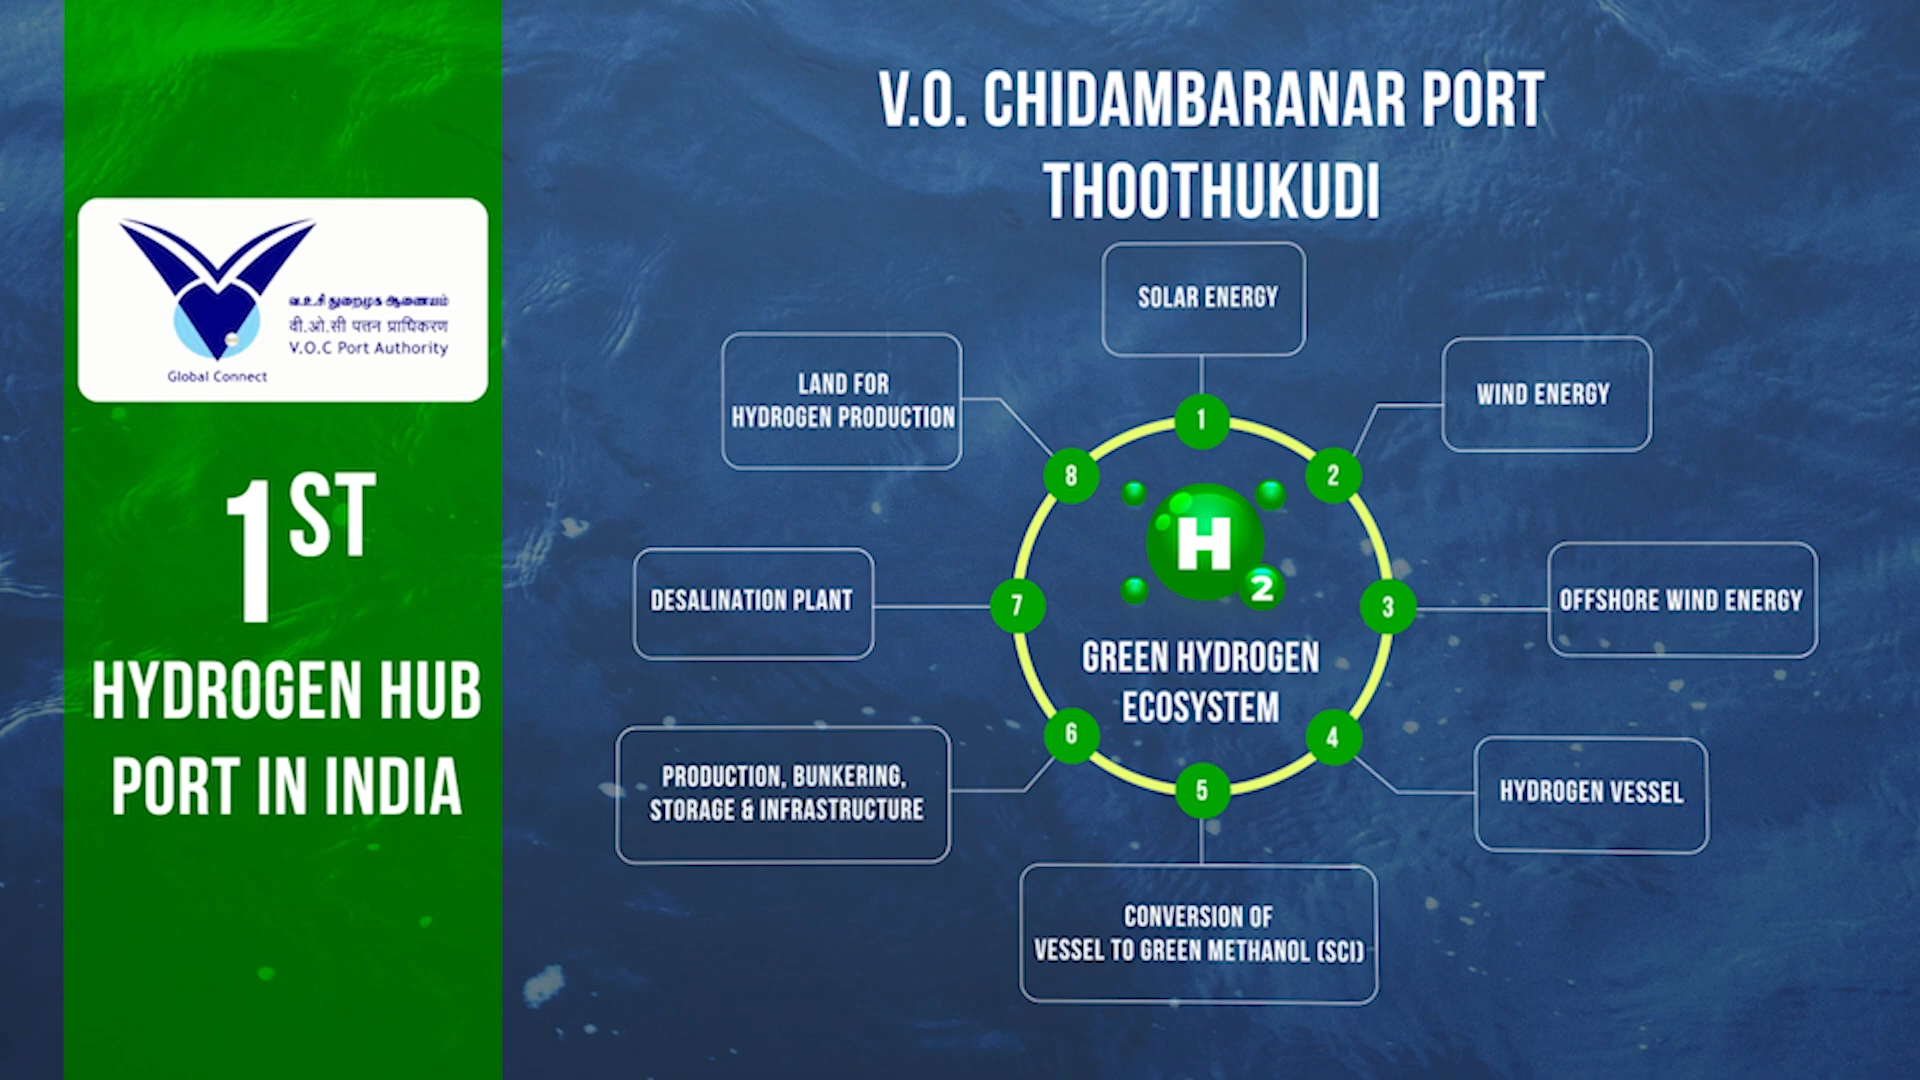 வ.உ.சி துறைமுக ஆணையம்
वी.ओ.सी पत्तन प्राधिकरण
V.O.C Port Authority
Global Connect
1ST
HYDROGEN HUB
PORT IN INDIA
V.O. CHIDAMBARANAR PORT
THOOTHUKUDI
SOLAR ENERGY
WIND ENERGY
OFFSHORE WIND ENERGY
HYDROGEN VESSEL
CONVERSION OF
VESSEL TO GREEN METHANOL (SCI)
PRODUCTION, BUNKERING,
STORAGE & INFRASTRUCTURE
DESALINATION PLANT
LAND FOR
HYDROGEN PRODUCTION
1
2
3
4
5
6
7
8
H2
GREEN HYDROGEN
ECOSYSTEM